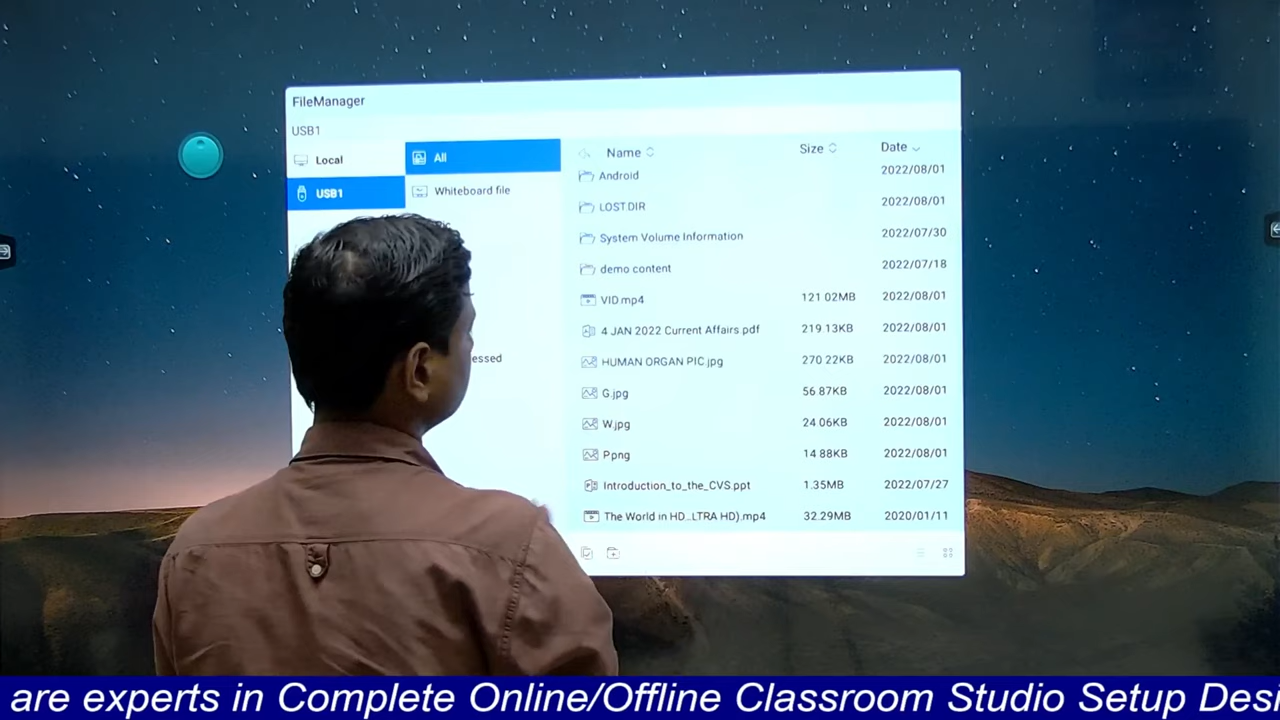 FileManager
USB1
Local
All
Name
Size
Date
USB1
Whiteboard file
Android 2022/08/01
LOST.DIR 2022/08/01
System Volume Information 2022/07/30
demo content 2022/07/18
VID.mp4 121.02MB 2022/08/01
4 JAN 2022 Current Affairs.pdf 219.13KB 2022/08/01
HUMAN ORGAN PIC.jpg 270.22KB 2022/08/01
essed
G.jpg 56.87KB 2022/08/01
W.jpg 24.06KB 2022/08/01
P.png 14.88KB 2022/08/01
Introduction_to_the_CVS.ppt 1.35MB 2022/07/27
The World in HD...LTRA HD).mp4 32.29MB 2020/01/11
are experts in Complete Online/Offline Classroom Studio Setup Desi